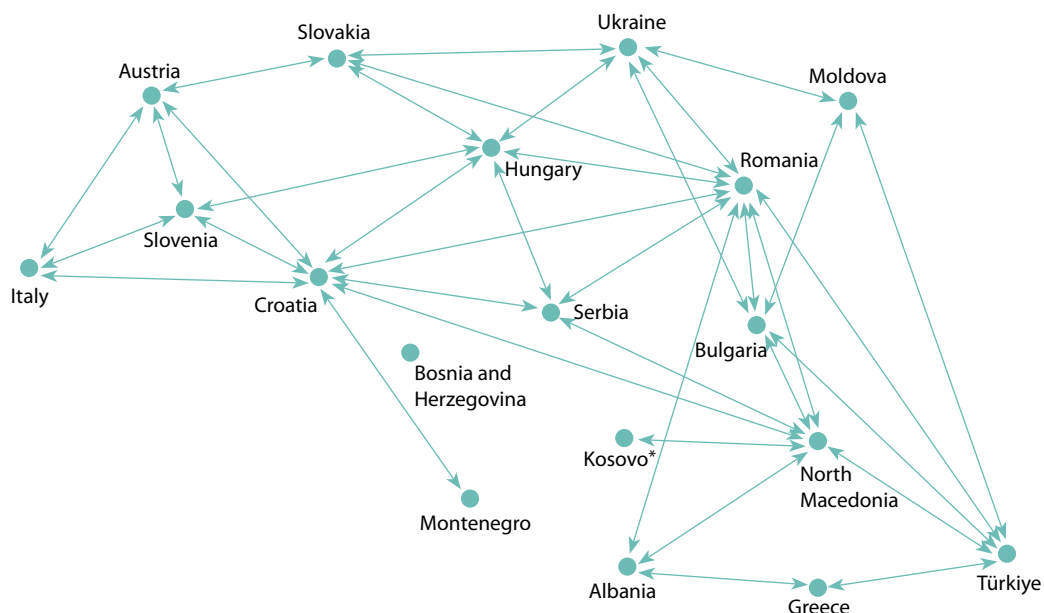 Ukraine
Slovakia
Austria
Moldova
Romania
Hungary
Slovenia
Italy
Croatia
Serbia
Bulgaria
Bosnia and
Herzegovina
Kosovo*
North
Macedonia
Montenegro
Albania
Türkiye
Greece